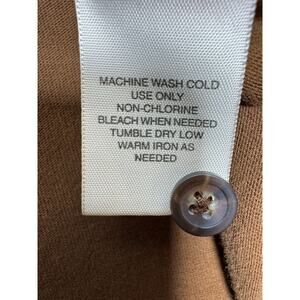 MACHINE WASH COLD
USE ONLY
NON-CHLORINE
BLEACH WHEN NEEDED
TUMBLE DRY LOW
WARM IRON AS
NEEDED